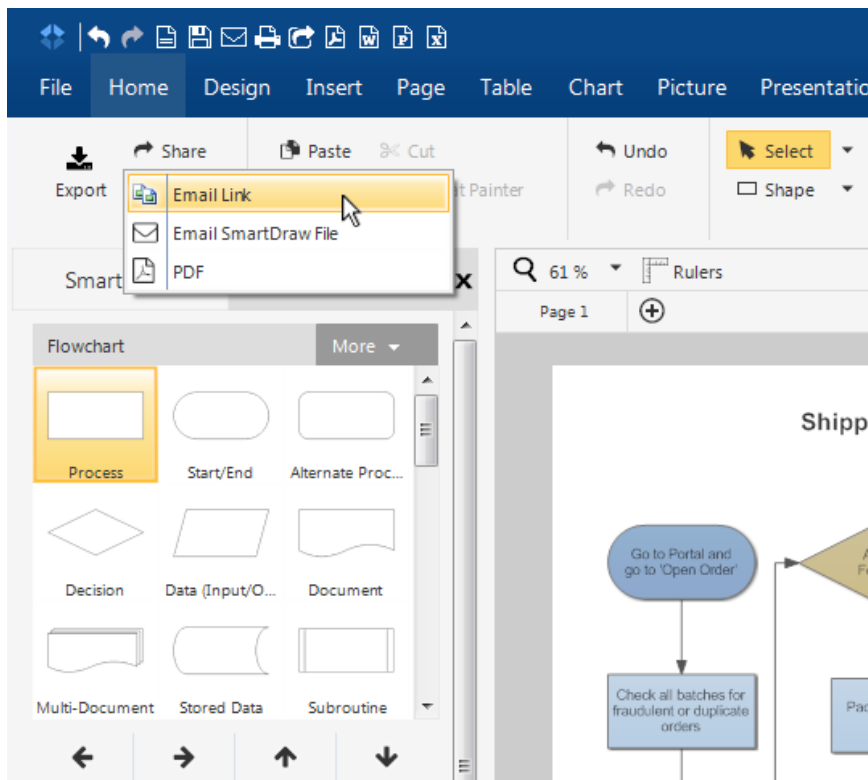 File Home Design Insert Page Table Chart Picture
Share Paste Cut Undo Select
Export Painter Redo Shape
Email Link
Email SmartDraw File
PDF
61 % Rulers
Page 1
Flowchart More
Process Start/End Alternate Proc...
Decision Data (Input/O... Document
Multi-Document Stored Data Subroutine
Go to Portal and
go to 'Open Order'
Check all batches for
fraudulent or duplicate
orders